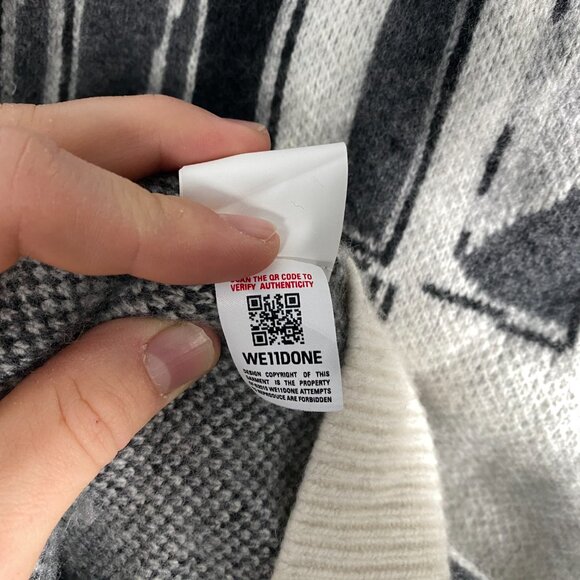 SCAN THE QR CODE TO
VERIFY AUTHENTICITY
WE11DONE
DESIGN COPYRIGHT OF THIS
GARMENT IS THE PROPERTY
WE11DONE ATTEMPTS
REPRODUCE ARE FORBIDDEN